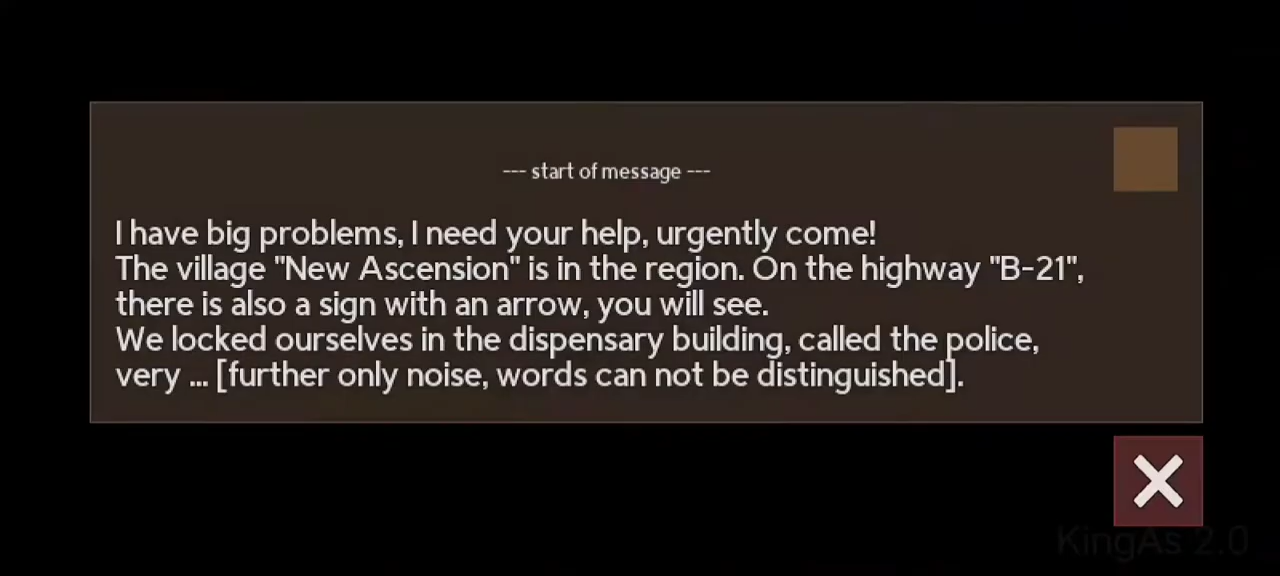 --- start of message ---
I have big problems, I need your help, urgently come!
The village "New Ascension" is in the region. On the highway "B-21",
there is also a sign with an arrow, you will see.
We locked ourselves in the dispensary building, called the police,
very ... [further only noise, words can not be distinguished].
KingAs 2.0